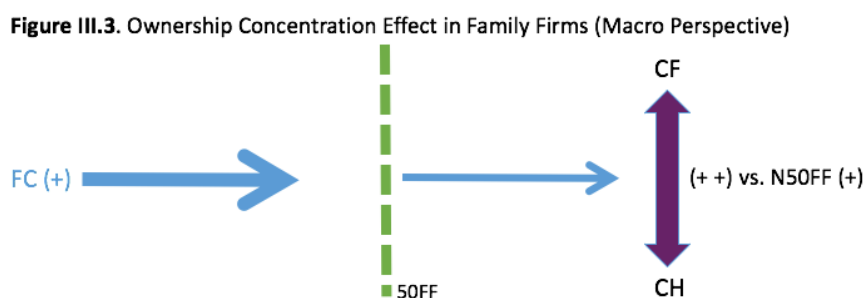 Figure III.3. Ownership Concentration Effect in Family Firms (Macro Perspective)
CF
FC (+)
(+ +) vs. N50FF (+)
50FF
CH